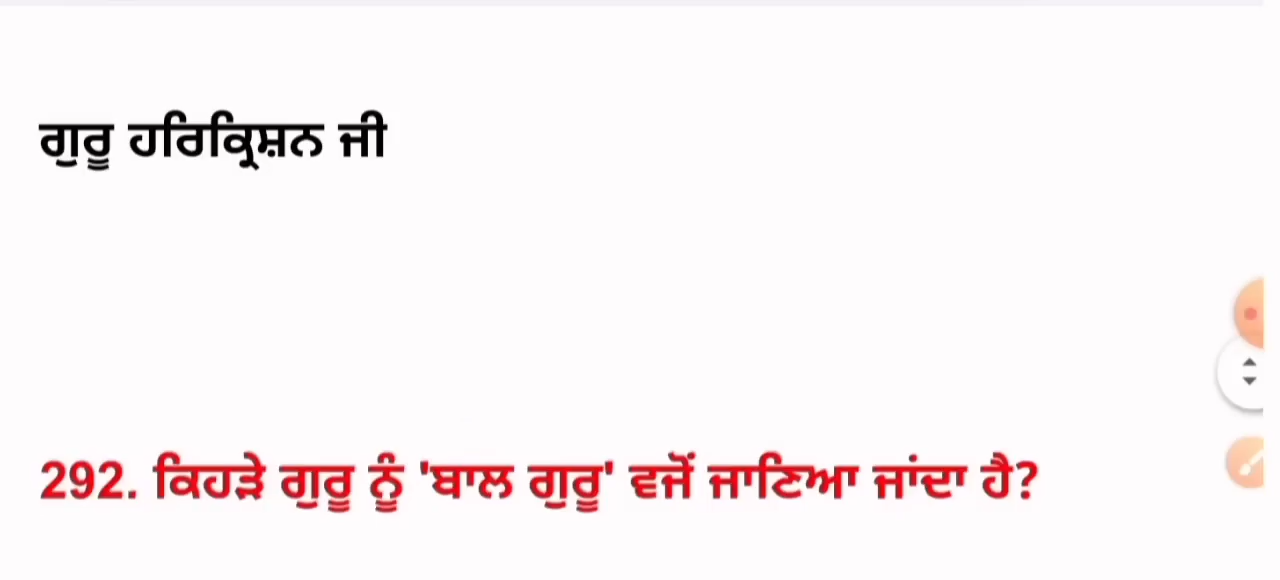 ਗੁਰੂ ਹਰਿਕ੍ਰਿਸ਼ਨ ਜੀ
292. ਕਿਹੜੇ ਗੁਰੂ ਨੂੰ 'ਬਾਲ ਗੁਰੂ' ਵਜੋਂ ਜਾਣਿਆ ਜਾਂਦਾ ਹੈ?